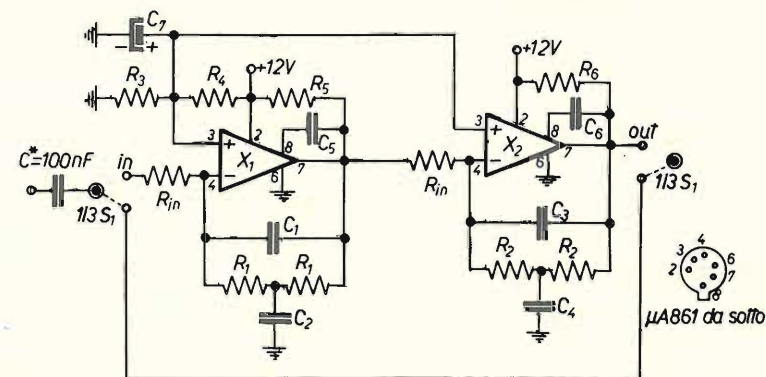 C7
- +
R3
R4
+12V
R5
3
+
2
8
C5
X1
7
4
-
6
C*=100nF
in
1/3 S1
Rin
C1
R1
R1
C2
+12V
R6
3
+
2
8
C6
X2
7
4
-
6
out
1/3 S1
Rin
C3
R2
R2
C4
3
4
2
6
7
8
µA861 da sotto